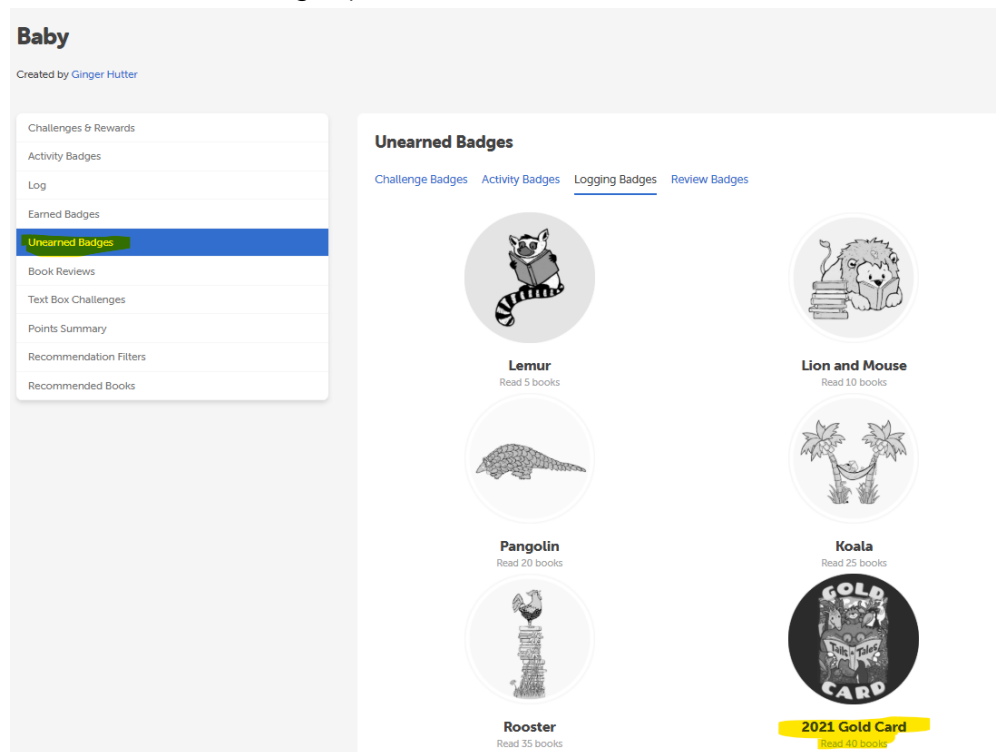 Baby
Created by Ginger Hutter
Challenges & Rewards
Activity Badges
Log
Earned Badges
Unearned Badges
Book Reviews
Text Box Challenges
Points Summary
Recommendation Filters
Recommended Books
Unearned Badges
Challenge Badges Activity Badges Logging Badges Review Badges
Lemur
Read 5 books
Lion and Mouse
Read 10 books
Pangolin
Read 20 books
Koala
Read 25 books
Rooster
Read 35 books
GOLD
Tails & Tales
CARD
2021 Gold Card
Read 40 books